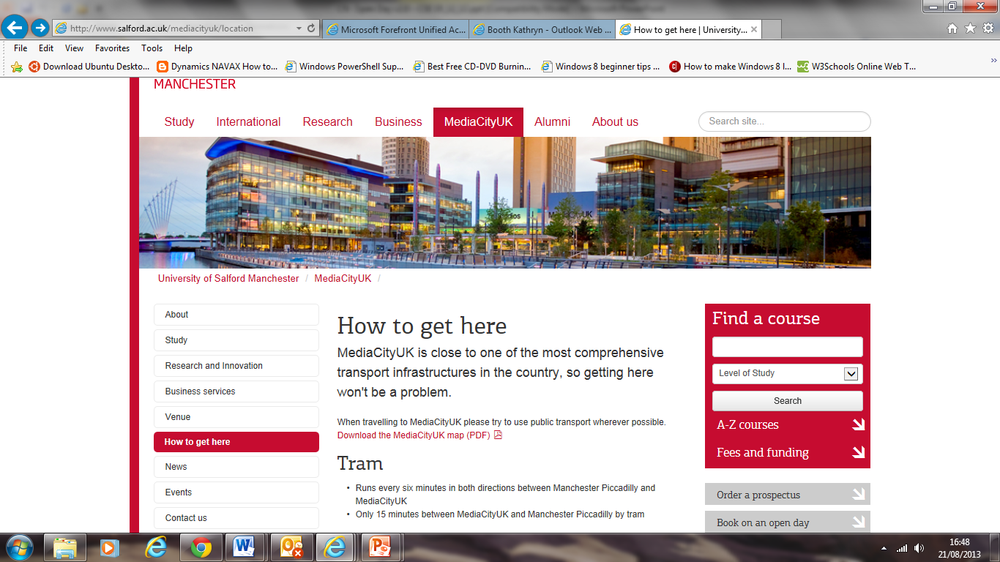 http://www.salford.ac.uk/mediacityuk/location
Microsoft Forefront Unified Ac...
Booth Kathryn - Outlook Web ...
How to get here | University...
File Edit View Favorites Tools Help
Download Ubuntu Deskto...
Dynamics NAVAX How to...
Windows PowerShell Sup...
Best Free CD-DVD Burnin...
Windows 8 beginner tips ...
How to make Windows 8 l...
W3Schools Online Web T...
MANCHESTER
Study International Research Business MediaCityUK Alumni About us
Search site...
University of Salford Manchester / MediaCityUK /
About
Study
Research and Innovation
Business services
Venue
How to get here
News
Events
Contact us
How to get here
MediaCityUK is close to one of the most comprehensive
transport infrastructures in the country, so getting here
won't be a problem.
When travelling to MediaCityUK please try to use public transport wherever possible.
Download the MediaCityUK map (PDF)
Tram
• Runs every six minutes in both directions between Manchester Piccadilly and
MediaCityUK
• Only 15 minutes between MediaCityUK and Manchester Piccadilly by tram
Find a course
Level of Study
Search
A-Z courses
Fees and funding
Order a prospectus
Book on an open day
16:48
21/08/2013